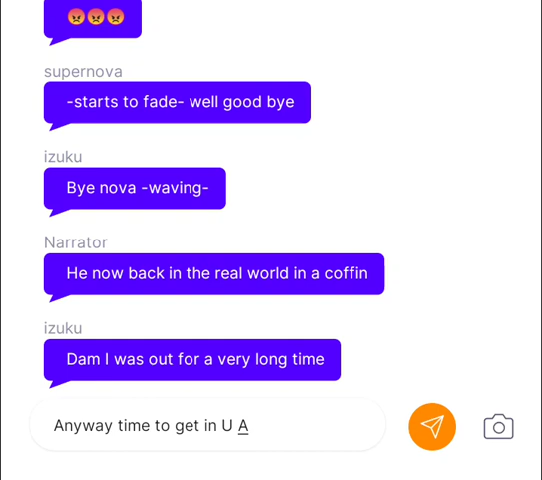 😡😡😡
supernova
-starts to fade- well good bye
izuku
Bye nova -waving-
Narrator
He now back in the real world in a coffin
izuku
Dam I was out for a very long time
Anyway time to get in U A